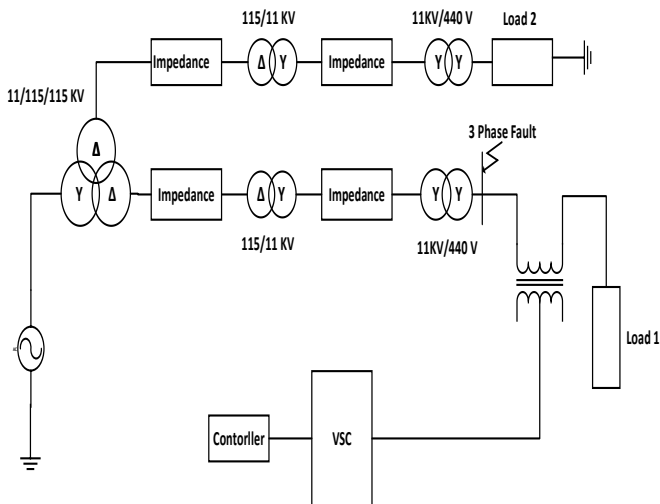 115/11 KV
11KV/440 V
Load 2
Impedance
Δ Y
Impedance
Y Y
11/115/115 KV
Δ
Y Δ
3 Phase Fault
Impedance
Δ Y
Impedance
Y Y
115/11 KV
11KV/440 V
Load 1
Contorller
VSC